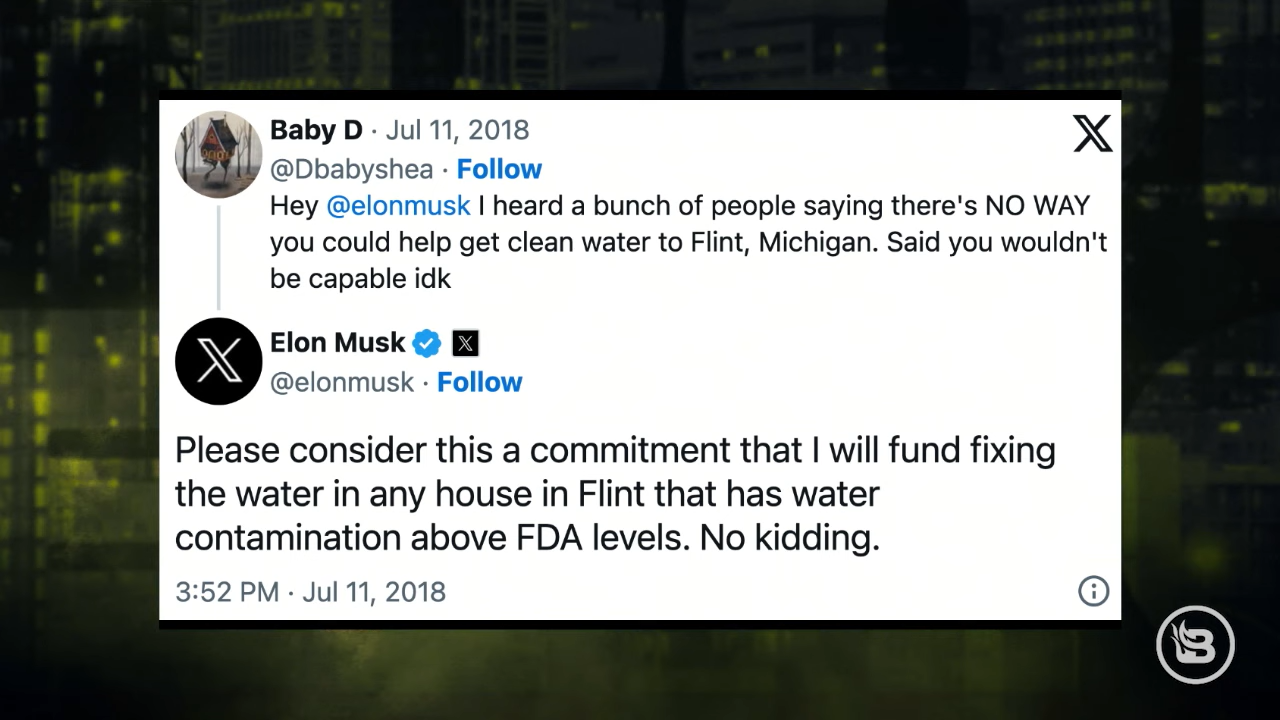 Baby D · Jul 11, 2018
@Dbabyshea · Follow
Hey @elonmusk I heard a bunch of people saying there's NO WAY
you could help get clean water to Flint, Michigan. Said you wouldn't
be capable idk
Elon Musk
@elonmusk · Follow
Please consider this a commitment that I will fund fixing
the water in any house in Flint that has water
contamination above FDA levels. No kidding.
3:52 PM · Jul 11, 2018